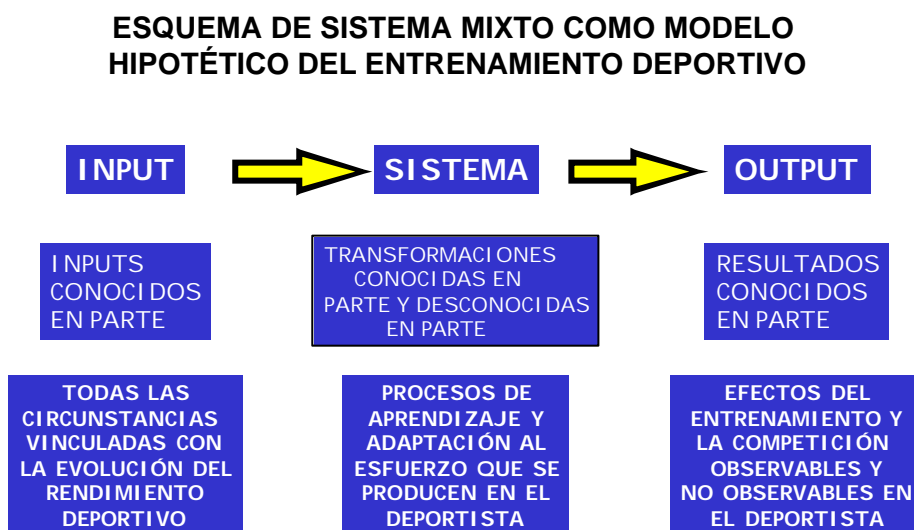 ESQUEMA DE SISTEMA MIXTO COMO MODELO
HIPOTÉTICO DEL ENTRENAMIENTO DEPORTIVO
INPUT
SISTEMA
OUTPUT
INPUTS
CONOCIDOS
EN PARTE
TRANSFORMACIONES
CONOCIDAS EN
PARTE Y DESCONOCIDAS
EN PARTE
RESULTADOS
CONOCIDOS
EN PARTE
TODAS LAS
CIRCUNSTANCIAS
VINCULADAS CON
LA EVOLUCIÓN DEL
RENDIMIENTO
DEPORTIVO
PROCESOS DE
APRENDIZAJE Y
ADAPTACIÓN AL
ESFUERZO QUE SE
PRODUCEN EN EL
DEPORTISTA
EFECTOS DEL
ENTRENAMIENTO Y
LA COMPETICIÓN
OBSERVABLES Y
NO OBSERVABLES EN
EL DEPORTISTA